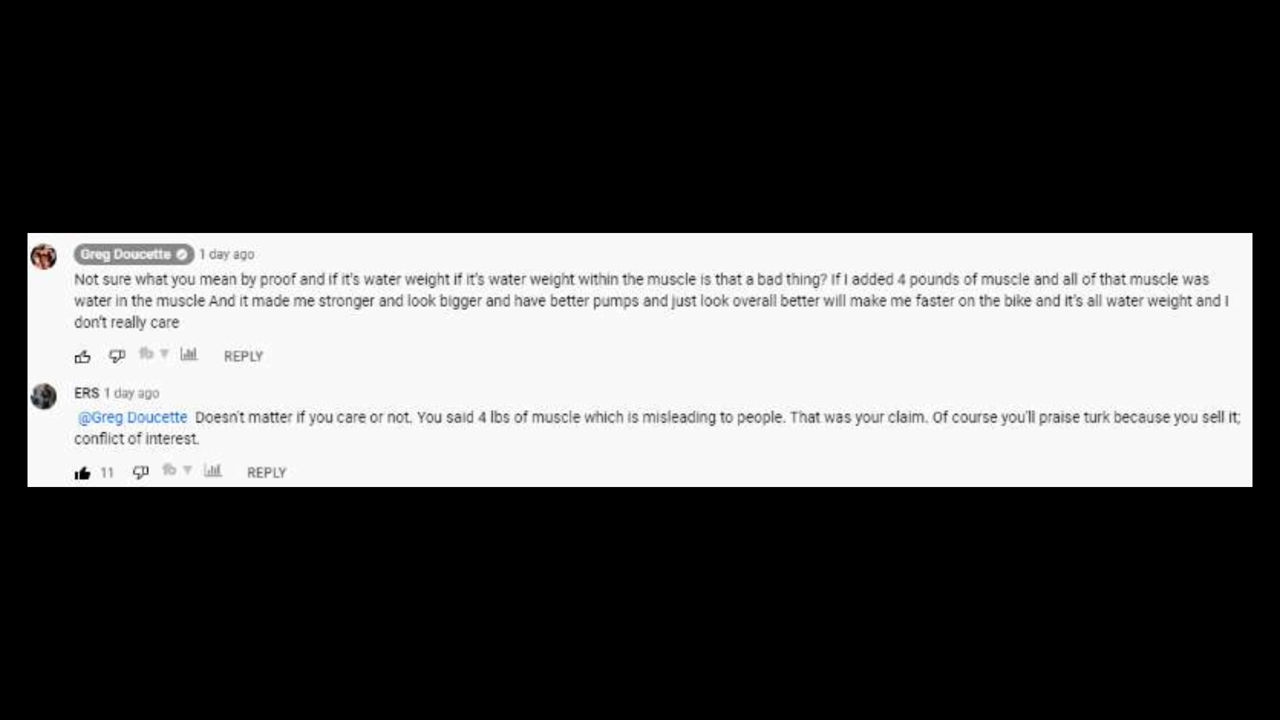 Greg Doucette 1 day ago
Not sure what you mean by proof and if it's water weight if it's water weight within the muscle is that a bad thing? If I added 4 pounds of muscle and all of that muscle was
water in the muscle And it made me stronger and look bigger and have better pumps and just look overall better will make me faster on the bike and it's all water weight and I
don't really care
REPLY
ERS 1 day ago
@Greg Doucette Doesn't matter if you care or not. You said 4 lbs of muscle which is misleading to people. That was your claim. Of course you'll praise turk because you sell it;
conflict of interest.
11 REPLY